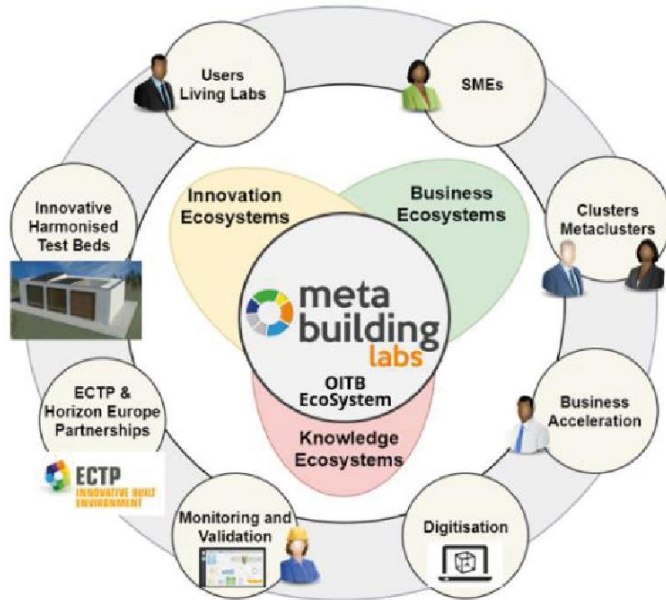 Users
Living Labs
SMEs
Innovation
Ecosystems
Business
Ecosystems
Innovative
Harmonised
Test Beds
Clusters
Metaclusters
meta
building
labs
OITB
EcoSystem
ECTP &
Horizon Europe
Partnerships
Business
Acceleration
Knowledge
Ecosystems
ECTP
INNOVATIVE BUILT
ENVIRONMENT
Monitoring and
Validation
Digitisation